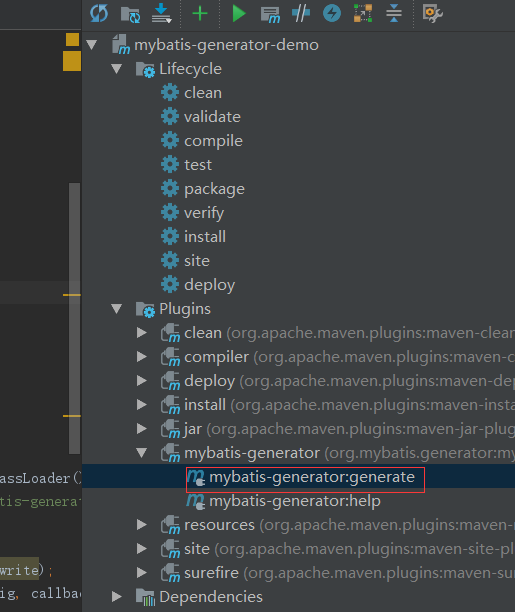 mybatis-generator-demo
Lifecycle
clean
validate
compile
test
package
verify
install
site
deploy
Plugins
clean (org.apache.maven.plugins:maven-clean
compiler (org.apache.maven.plugins:maven-c
deploy (org.apache.maven.plugins:maven-dep
install (org.apache.maven.plugins:maven-insta
jar (org.apache.maven.plugins:maven-jar-plug
mybatis-generator (org.mybatis.generator:my
assLoader() mybatis-generator:generate
tis-generat mybatis-generator:help
resources (org.apache.maven.plugins:maven-r
site (org.apache.maven.plugins:maven-site-pl
write); surefire (org.apache.maven.plugins:maven-sur
ig, callbac Dependencies